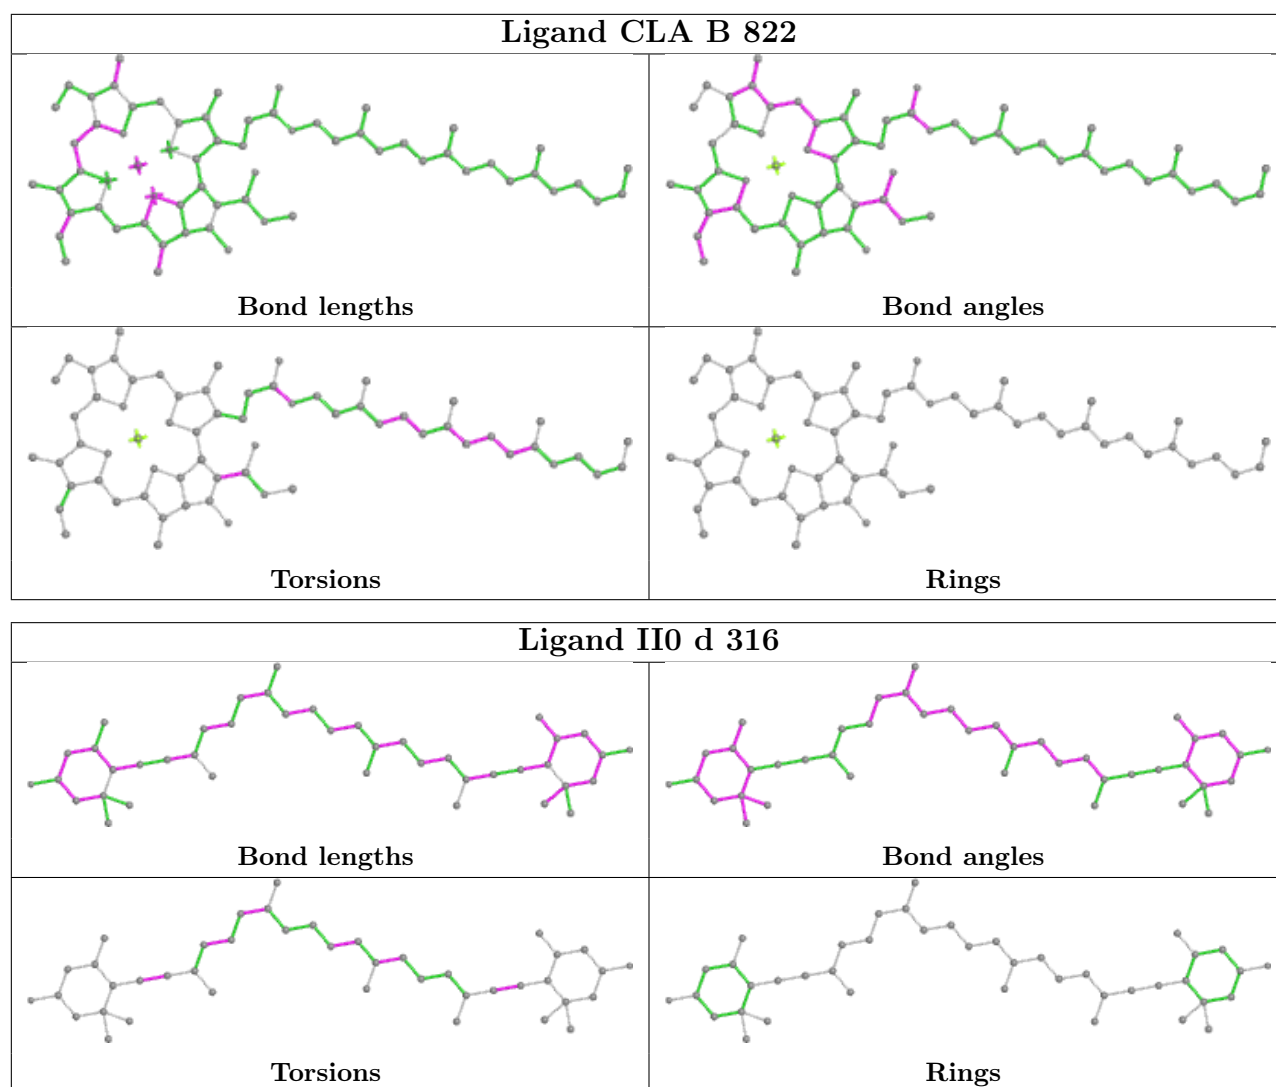 Ligand CLA B 822
Bond lengths
Bond angles
Torsions
Rings
Ligand II0 d 316
Bond lengths
Bond angles
Torsions
Rings